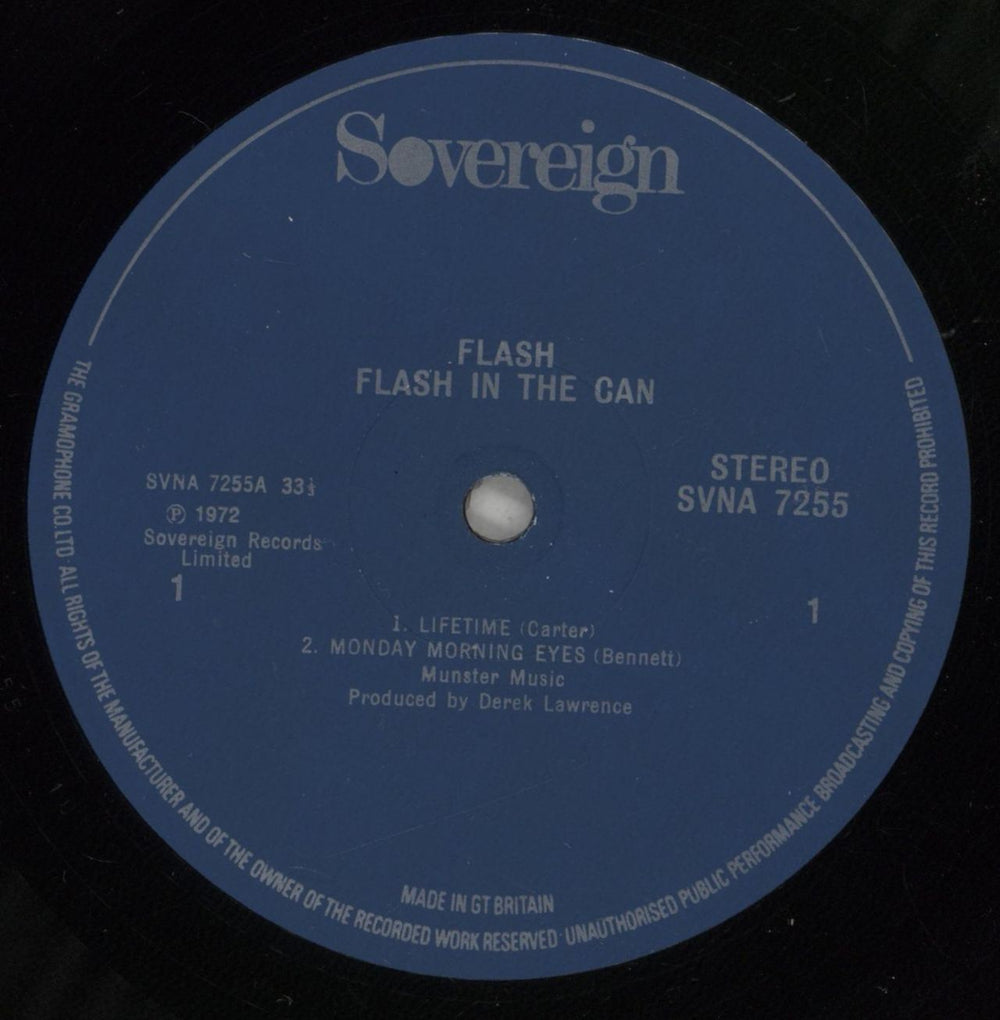 Sovereign
FLASH
FLASH IN THE CAN
SVNA 7255A 33⅓
Ⓟ 1972
Sovereign Records
Limited
1
STEREO
SVNA 7255
1
1. LIFETIME (Carter)
2. MONDAY MORNING EYES (Bennett)
Munster Music
Produced by Derek Lawrence
MADE IN GT BRITAIN
THE GRAMOPHONE CO. LTD · ALL RIGHTS OF THE MANUFACTURER AND OF THE OWNER OF THE RECORDED WORK RESERVED · UNAUTHORISED PUBLIC PERFORMANCE BROADCASTING AND COPYING OF THIS RECORD PROHIBITED